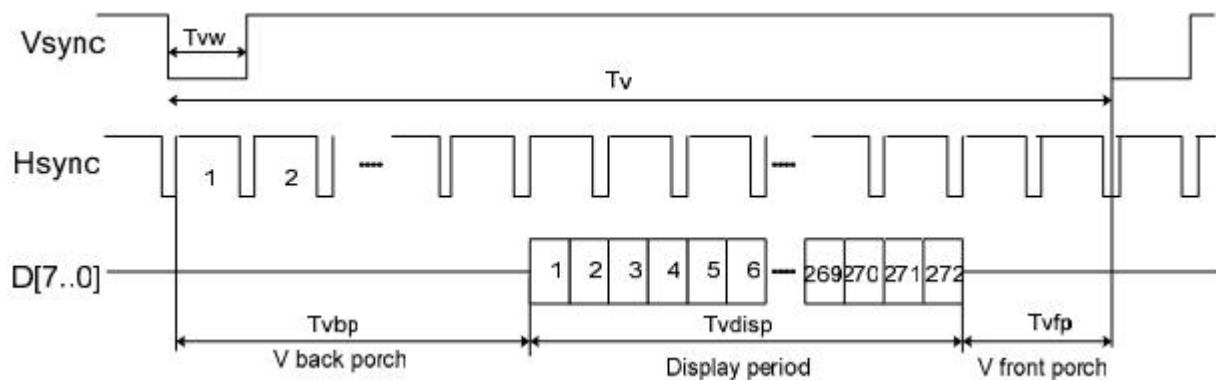 Vsync
Tvw
Tv
Hsync
1 2 ----
----
D[7..0]
1 2 3 4 5 6 ---- 269 270 271 272
Tvbp Tvdisp Tvfp
V back porch Display period V front porch